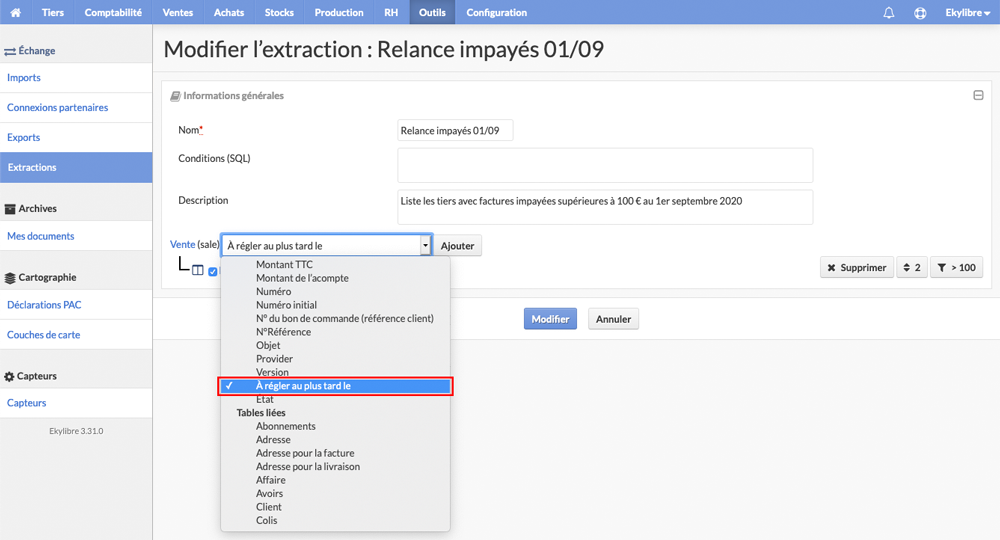 Tiers Comptabilité Ventes Achats Stocks Production RH Outils Configuration Ekylibre
Échange
Imports
Connexions partenaires
Exports
Extractions
Archives
Mes documents
Cartographie
Déclarations PAC
Couches de carte
Capteurs
Capteurs
Ekylibre 3.31.0
Modifier l’extraction : Relance impayés 01/09
Informations générales
Nom* Relance impayés 01/09
Conditions (SQL)
Description Liste les tiers avec factures impayées supérieures à 100 € au 1er septembre 2020
Vente (sale) À régler au plus tard le Ajouter
Supprimer 2 > 100
Montant TTC
Montant de l’acompte
Numéro
Numéro initial
N° du bon de commande (référence client)
N°Référence
Objet
Provider
Version
✓ À régler au plus tard le
État
Tables liées
Abonnements
Adresse
Adresse pour la facture
Adresse pour la livraison
Affaire
Avoirs
Client
Colis
Modifier Annuler